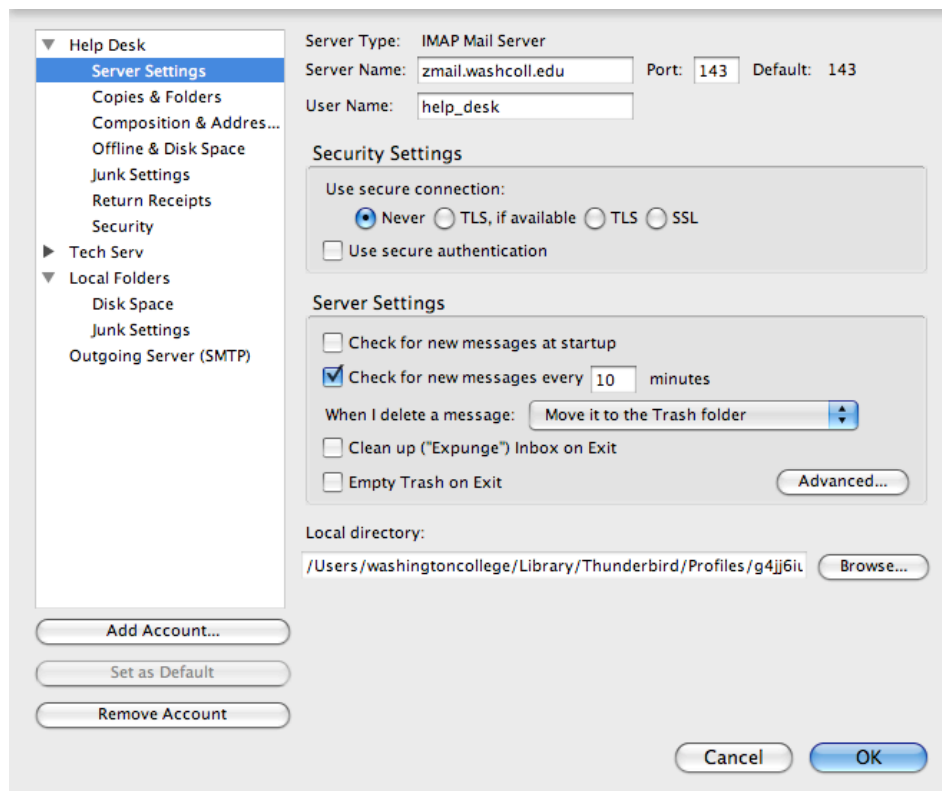 Help Desk
Server Settings
Copies & Folders
Composition & Addres...
Offline & Disk Space
Junk Settings
Return Receipts
Security
Tech Serv
Local Folders
Disk Space
Junk Settings
Outgoing Server (SMTP)
Add Account...
Set as Default
Remove Account
Server Type: IMAP Mail Server
Server Name: zmail.washcoll.edu Port: 143 Default: 143
User Name: help_desk
Security Settings
Use secure connection:
Never TLS, if available TLS SSL
Use secure authentication
Server Settings
Check for new messages at startup
Check for new messages every 10 minutes
When I delete a message: Move it to the Trash folder
Clean up ("Expunge") Inbox on Exit
Empty Trash on Exit Advanced...
Local directory:
/Users/washingtoncollege/Library/Thunderbird/Profiles/g4jj6iu Browse...
Cancel OK